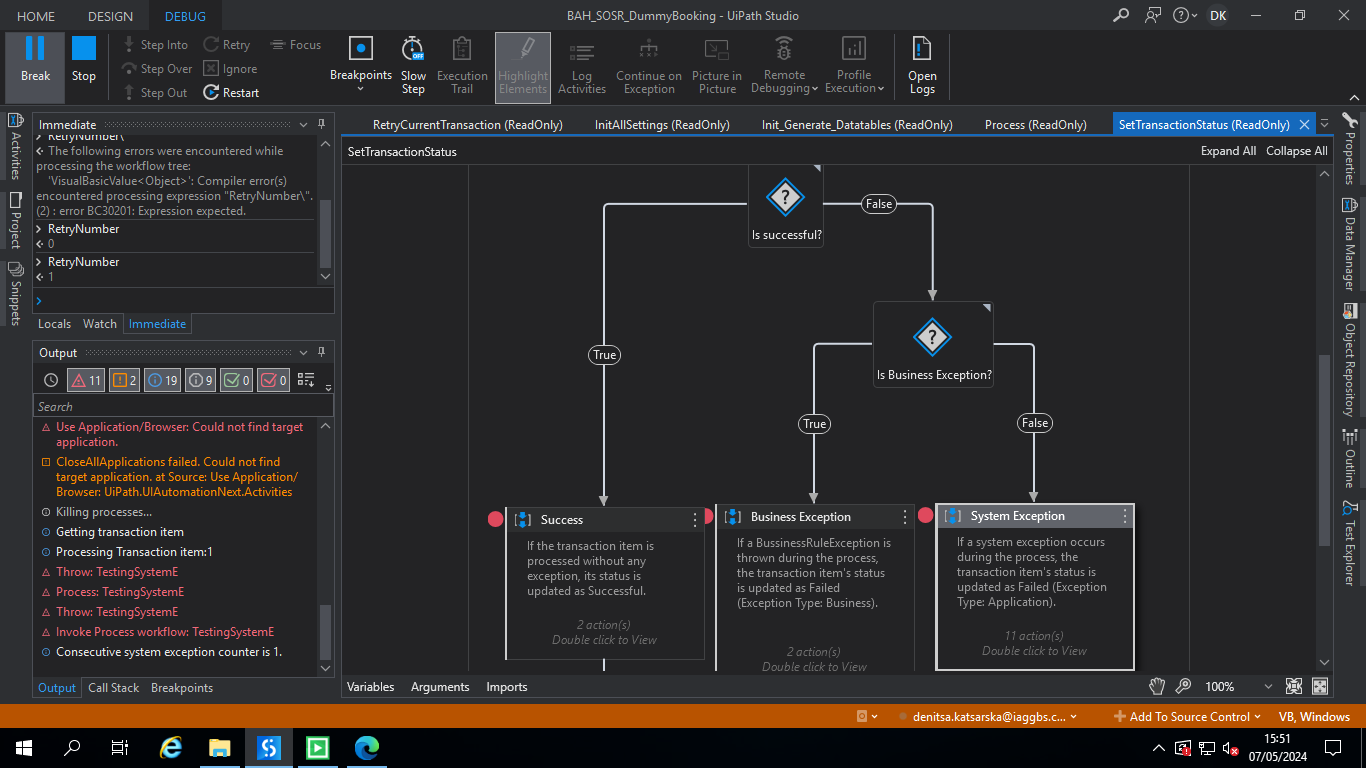 HOME DESIGN DEBUG
BAH_SOSR_DummyBooking - UiPath Studio
DK
Break
Stop
Step Into
Step Over
Step Out
Retry
Ignore
Restart
Focus
Breakpoints
Slow
Step
OFF
Execution
Trail
Highlight
Elements
Log
Activities
Continue on
Exception
Picture in
Picture
Remote
Debugging
Profile
Execution
Open
Logs
Activities
Project
Snippets
Immediate
> RetryNumber\
The following errors were encountered while
processing the workflow tree:
'VisualBasicValue<Object>': Compiler error(s)
encountered processing expression "RetryNumber\".
(2) : error BC30201: Expression expected.
> RetryNumber
0
> RetryNumber
1
>
Locals Watch Immediate
Output
11 2 19 9 0 0
Search
Use Application/Browser: Could not find target
application.
CloseAllApplications failed. Could not find
target application. at Source: Use Application/
Browser: UiPath.UIAutomationNext.Activities
Killing processes...
Getting transaction item
Processing Transaction item:1
Throw: TestingSystemE
Process: TestingSystemE
Throw: TestingSystemE
Invoke Process workflow: TestingSystemE
Consecutive system exception counter is 1.
Output Call Stack Breakpoints
RetryCurrentTransaction (ReadOnly) InitAllSettings (ReadOnly) Init_Generate_Datatables (ReadOnly) Process (ReadOnly) SetTransactionStatus (ReadOnly)
SetTransactionStatus
Expand All Collapse All
?
Is successful?
False
True
?
Is Business Exception?
True
False
Success
If the transaction item is
processed without any
exception, its status is
updated as Successful.
2 action(s)
Double click to View
Business Exception
If a BussinessRuleException is
thrown during the process,
the transaction item's status
is updated as Failed
(Exception Type: Business).
2 action(s)
Double click to View
System Exception
If a system exception occurs
during the process, the
transaction item's status is
updated as Failed (Exception
Type: Application).
11 action(s)
Double click to View
Variables Arguments Imports
100%
Properties
Data Manager
Object Repository
Outline
Test Explorer
denitsa.katsarska@iaggbs.c...
Add To Source Control
VB, Windows
15:51
07/05/2024